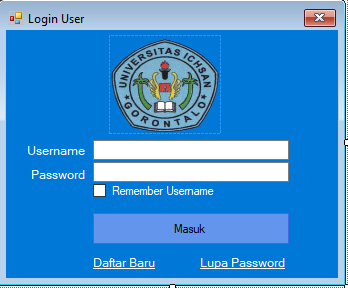 Login User
UNIVERSITAS ICHSAN
GORONTALO
Username
Password
Remember Username
Masuk
Daftar Baru
Lupa Password